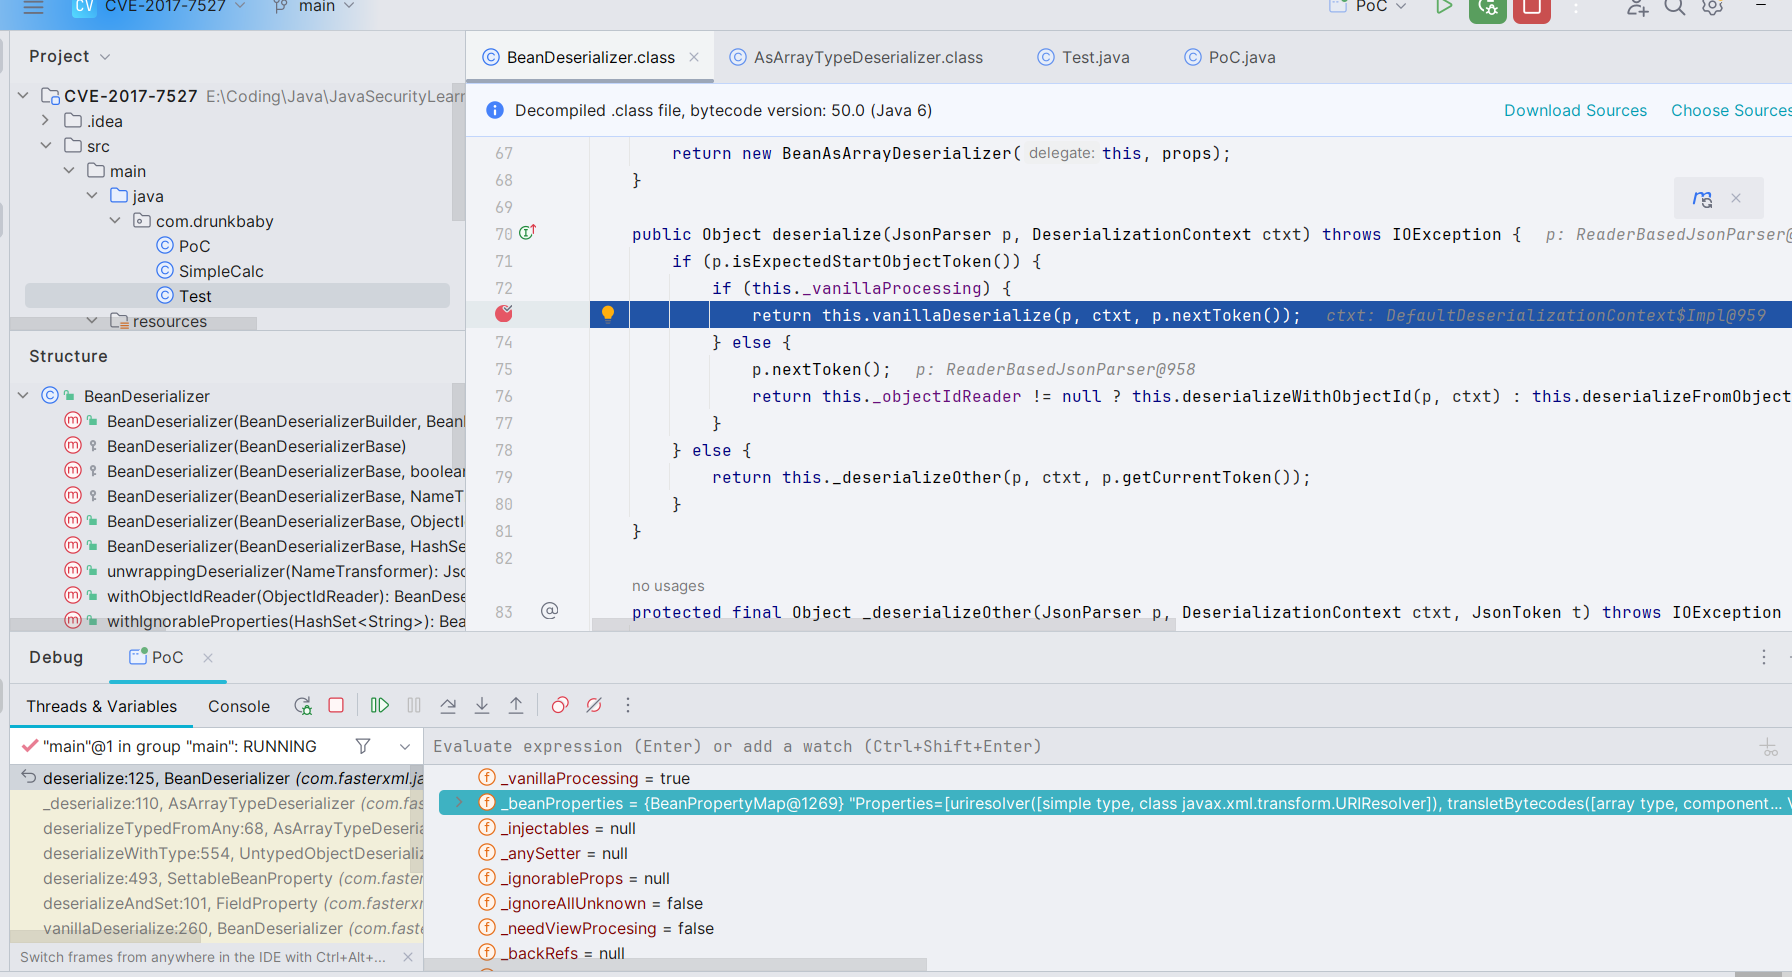 CV CVE-2017-7527 main PoC
Project
BeanDeserializer.class AsArrayTypeDeserializer.class Test.java PoC.java
CVE-2017-7527 E:\Coding\Java\JavaSecurityLearn
.idea
src
main
java
com.drunkbaby
PoC
SimpleCalc
Test
resources
Decompiled .class file, bytecode version: 50.0 (Java 6) Download Sources Choose Sources
67 return new BeanAsArrayDeserializer( delegate: this, props);
68 }
69
70 public Object deserialize(JsonParser p, DeserializationContext ctxt) throws IOException { p: ReaderBasedJsonParser@
71 if (p.isExpectedStartObjectToken()) {
72 if (this._vanillaProcessing) {
return this.vanillaDeserialize(p, ctxt, p.nextToken()); ctxt: DefaultDeserializationContext$Impl@959
74 } else {
75 p.nextToken(); p: ReaderBasedJsonParser@958
76 return this._objectIdReader != null ? this.deserializeWithObjectId(p, ctxt) : this.deserializeFromObject
77 }
78 } else {
79 return this._deserializeOther(p, ctxt, p.getCurrentToken());
80 }
81 }
82
no usages
83 @ protected final Object _deserializeOther(JsonParser p, DeserializationContext ctxt, JsonToken t) throws IOException
Structure
BeanDeserializer
BeanDeserializer(BeanDeserializerBuilder, Bean
BeanDeserializer(BeanDeserializerBase)
BeanDeserializer(BeanDeserializerBase, boolean
BeanDeserializer(BeanDeserializerBase, NameT
BeanDeserializer(BeanDeserializerBase, ObjectI
BeanDeserializer(BeanDeserializerBase, HashSe
unwrappingDeserializer(NameTransformer): Jso
withObjectIdReader(ObjectIdReader): BeanDese
withIgnorableProperties(HashSet<String>): Bea
Debug PoC
Threads & Variables Console
"main"@1 in group "main": RUNNING
deserialize:125, BeanDeserializer (com.fasterxml.ja
_deserialize:110, AsArrayTypeDeserializer (com.fas
deserializeTypedFromAny:68, AsArrayTypeDeseria
deserializeWithType:554, UntypedObjectDeserializ
deserialize:493, SettableBeanProperty (com.faster
deserializeAndSet:101, FieldProperty (com.fasterxm
vanillaDeserialize:260, BeanDeserializer (com.faste
Switch frames from anywhere in the IDE with Ctrl+Alt+...
Evaluate expression (Enter) or add a watch (Ctrl+Shift+Enter)
_vanillaProcessing = true
_beanProperties = {BeanPropertyMap@1269} "Properties=[uriresolver([simple type, class javax.xml.transform.URIResolver]), transletBytecodes([array type, component...
_injectables = null
_anySetter = null
_ignorableProps = null
_ignoreAllUnknown = false
_needViewProcesing = false
_backRefs = null